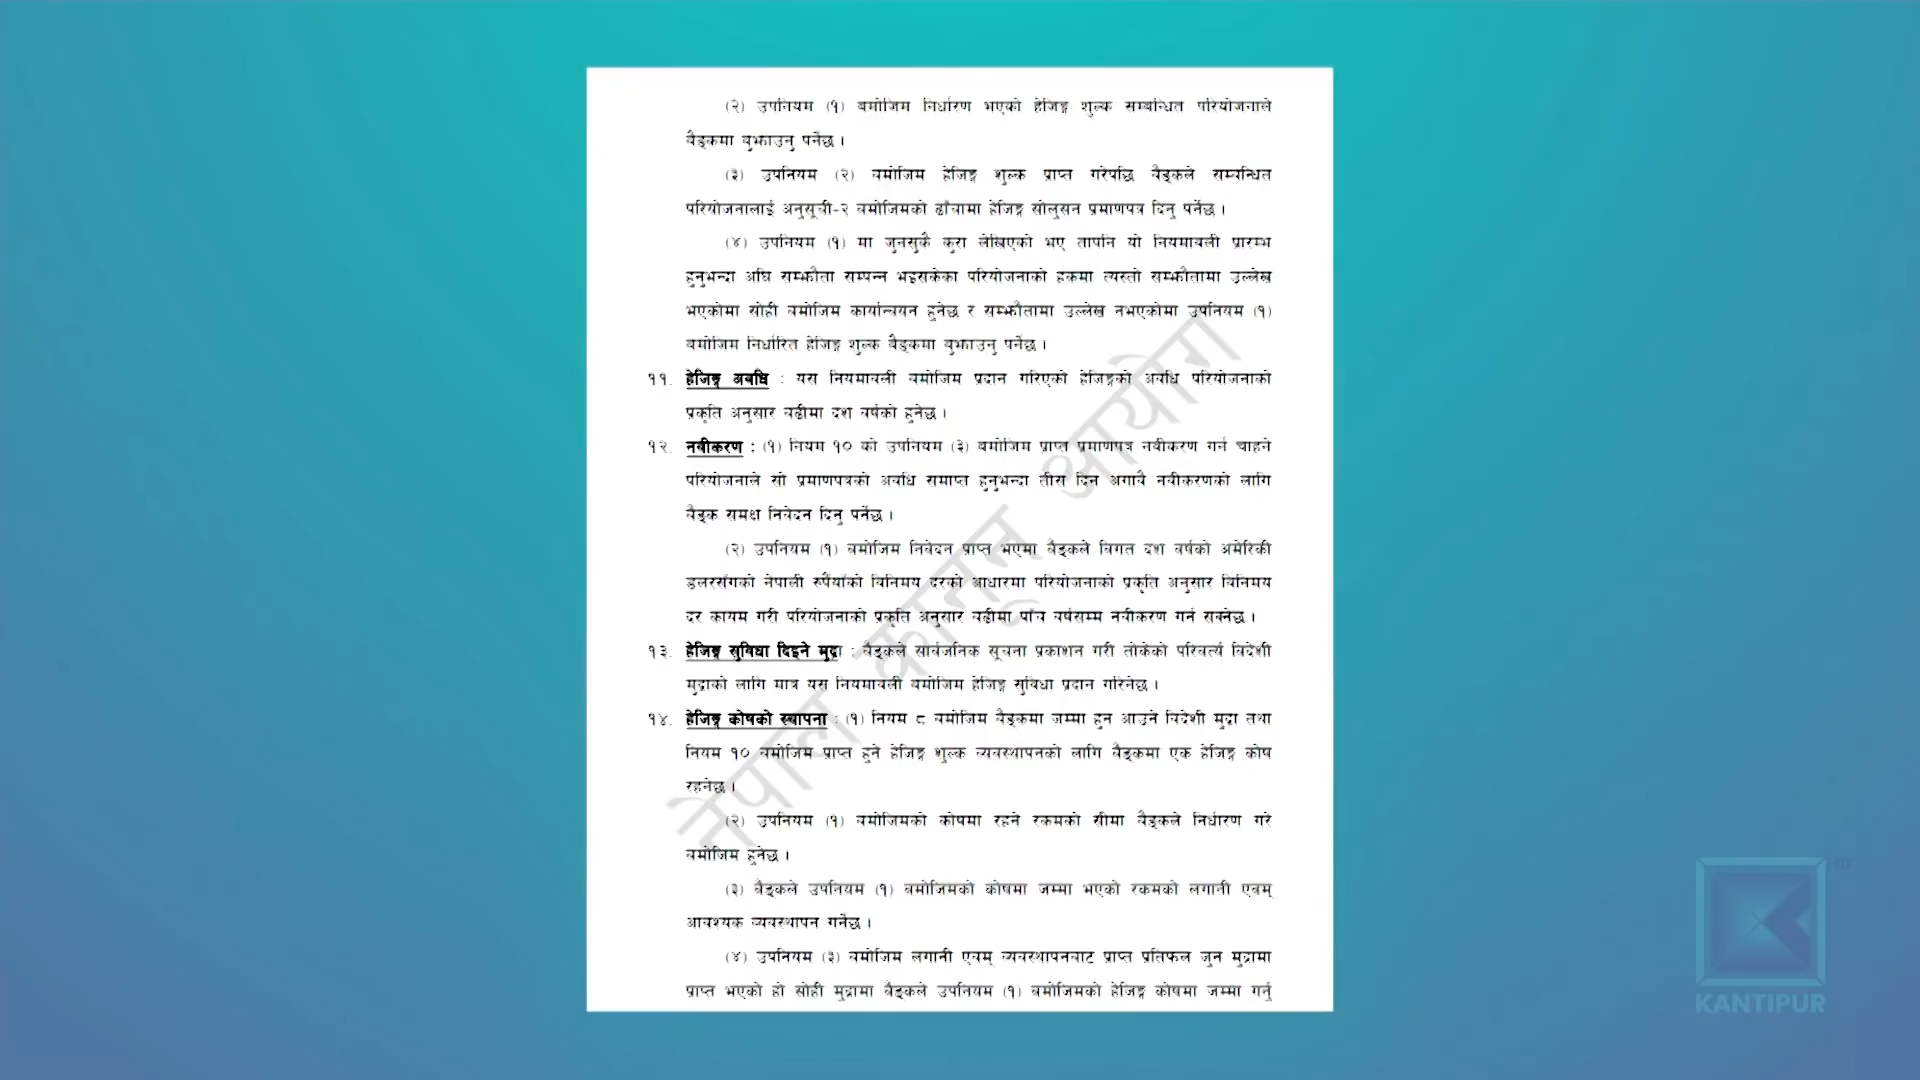 (२) उपनियम (१) बमोजिम निर्धारण भएको हेजिङ्ग शुल्क सम्बन्धित परियोजनाले
बैङ्कमा बुझाउनु पर्नेछ ।
(३) उपनियम (२) बमोजिम हेजिङ्ग शुल्क प्राप्त गरेपछि बैङ्कले सम्बन्धित
परियोजनालाई अनुसूची-२ बमोजिमको ढाँचामा हेजिङ्ग सोलुसन प्रमाणपत्र दिनु पर्नेछ ।
(४) उपनियम (१) मा जुनसुकै कुरा लेखिएको भए तापनि यो नियमावली प्रारम्भ
हुनुभन्दा अघि सम्झौता सम्पन्न भइसकेका परियोजनाको हकमा त्यस्तो सम्झौतामा उल्लेख
भएकोमा सोही बमोजिम कार्यान्वयन हुनेछ र सम्झौतामा उल्लेख नभएकोमा उपनियम (१)
बमोजिम निर्धारित हेजिङ्ग शुल्क बैङ्कमा बुझाउनु पर्नेछ ।
११. हेजिङ्ग अवधि : यस नियमावली बमोजिम प्रदान गरिएको हेजिङ्गको अवधि परियोजनाको
प्रकृति अनुसार बढीमा दश वर्षको हुनेछ ।
१२. नवीकरण : (१) नियम १० को उपनियम (३) बमोजिम प्राप्त प्रमाणपत्र नवीकरण गर्न चाहने
परियोजनाले सो प्रमाणपत्रको अवधि समाप्त हुनुभन्दा तीस दिन अगावै नवीकरणको लागि
बैङ्क समक्ष निवेदन दिनु पर्नेछ ।
(२) उपनियम (१) बमोजिम निवेदन प्राप्त भएमा बैङ्कले विगत दश वर्षको अमेरिकी
डलरसँगको नेपाली रुपैयाँको विनिमय दरको आधारमा परियोजनाको प्रकृति अनुसार विनिमय
दर कायम गरी परियोजनाको प्रकृति अनुसार बढीमा पाँच वर्षसम्म नवीकरण गर्न सक्नेछ ।
१३. हेजिङ्ग सुविधा दिइने मुद्रा : बैङ्कले सार्वजनिक सूचना प्रकाशन गरी तोकेको परिवर्त्य विदेशी
मुद्राको लागि मात्र यस नियमावली बमोजिम हेजिङ्ग सुविधा प्रदान गरिनेछ ।
१४. हेजिङ्ग कोषको स्थापना : (१) नियम ८ बमोजिम बैङ्कमा जम्मा हुन आउने विदेशी मुद्रा तथा
नियम १० बमोजिम प्राप्त हुने हेजिङ्ग शुल्क व्यवस्थापनको लागि बैङ्कमा एक हेजिङ्ग कोष
रहनेछ ।
(२) उपनियम (१) बमोजिमको कोषमा रहने रकमको सीमा बैङ्कले निर्धारण गरे
बमोजिम हुनेछ ।
(३) बैङ्कले उपनियम (१) बमोजिमको कोषमा जम्मा भएको रकमको लगानी एवम्
आवश्यक व्यवस्थापन गर्नेछ ।
(४) उपनियम (३) बमोजिम लगानी एवम् व्यवस्थापनबाट प्राप्त प्रतिफल जुन मुद्रामा
प्राप्त भएको हो सोही मुद्रामा बैङ्कले उपनियम (१) बमोजिमको हेजिङ्ग कोषमा जम्मा गर्नु
नेपाल कानून आयोग
KANTIPUR